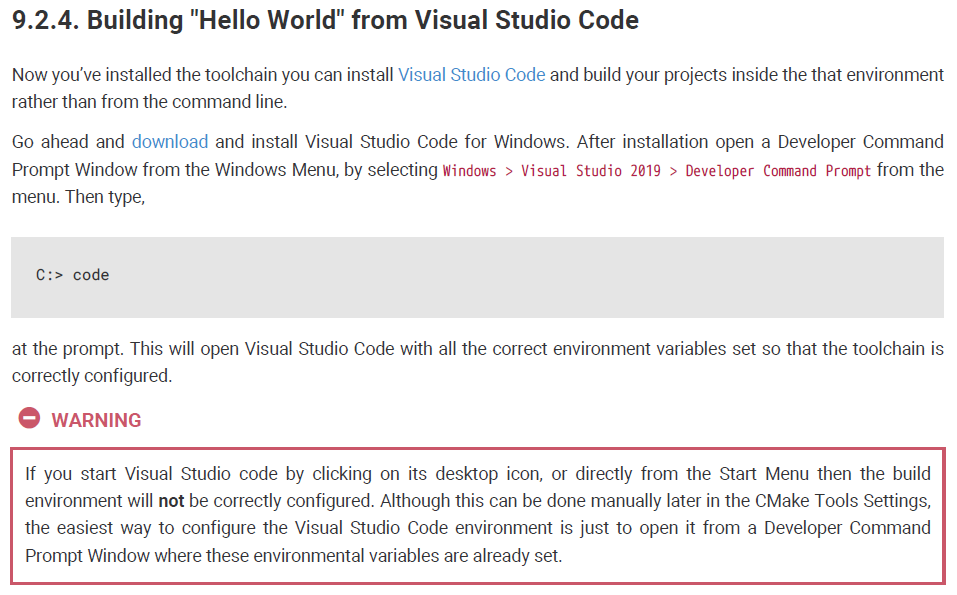 9.2.4. Building "Hello World" from Visual Studio Code
Now you’ve installed the toolchain you can install Visual Studio Code and build your projects inside the that environment
rather than from the command line.
Go ahead and download and install Visual Studio Code for Windows. After installation open a Developer Command
Prompt Window from the Windows Menu, by selecting Windows > Visual Studio 2019 > Developer Command Prompt from the
menu. Then type,
C:> code
at the prompt. This will open Visual Studio Code with all the correct environment variables set so that the toolchain is
correctly configured.
WARNING
If you start Visual Studio code by clicking on its desktop icon, or directly from the Start Menu then the build
environment will not be correctly configured. Although this can be done manually later in the CMake Tools Settings,
the easiest way to configure the Visual Studio Code environment is just to open it from a Developer Command
Prompt Window where these environmental variables are already set.